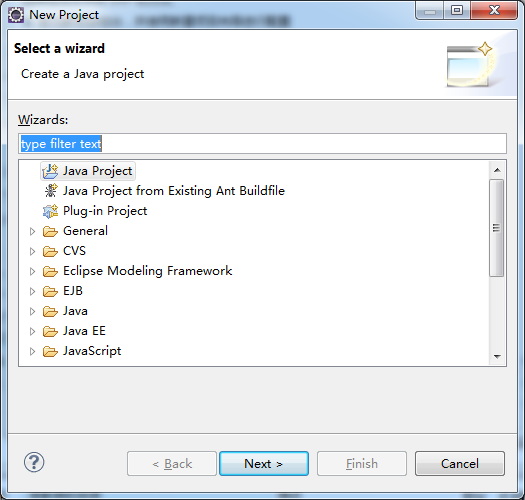 New Project
Select a wizard
Create a Java project
Wizards:
type filter text
Java Project
Java Project from Existing Ant Buildfile
Plug-in Project
General
CVS
Eclipse Modeling Framework
EJB
Java
Java EE
JavaScript
?
< Back
Next >
Finish
Cancel